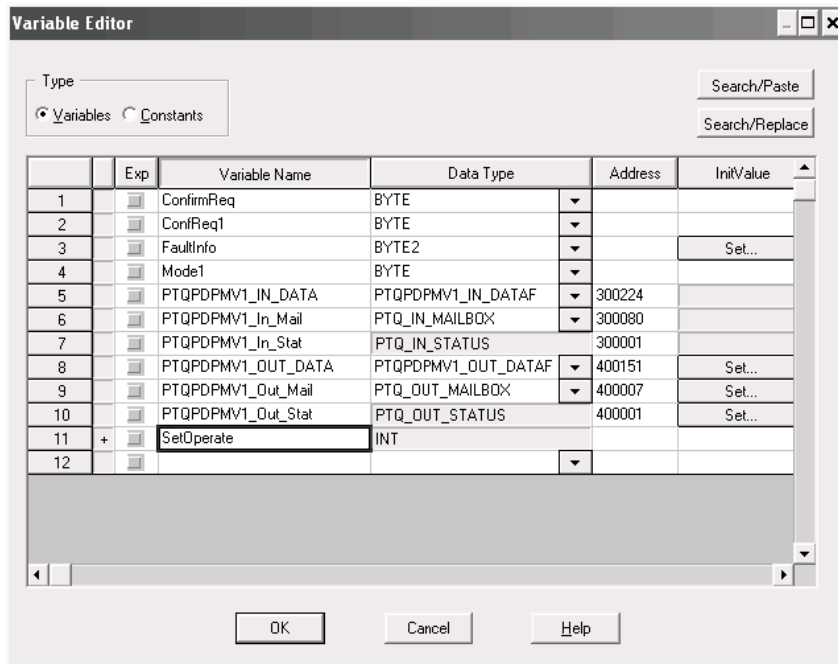 Variable Editor
Type
Variables Constants
Search/Paste
Search/Replace
Exp Variable Name Data Type Address InitValue
1 ConfirmReq BYTE
2 ConfReq1 BYTE
3 FaultInfo BYTE2 Set...
4 Mode1 BYTE
5 PTQPDPMV1_IN_DATA PTQPDPMV1_IN_DATAF 300224
6 PTQPDPMV1_In_Mail PTQ_IN_MAILBOX 300080
7 PTQPDPMV1_In_Stat PTQ_IN_STATUS 300001
8 PTQPDPMV1_OUT_DATA PTQPDPMV1_OUT_DATAF 400151 Set...
9 PTQPDPMV1_Out_Mail PTQ_OUT_MAILBOX 400007 Set...
10 PTQPDPMV1_Out_Stat PTQ_OUT_STATUS 400001 Set...
11 + SetOperate INT
12
OK Cancel Help